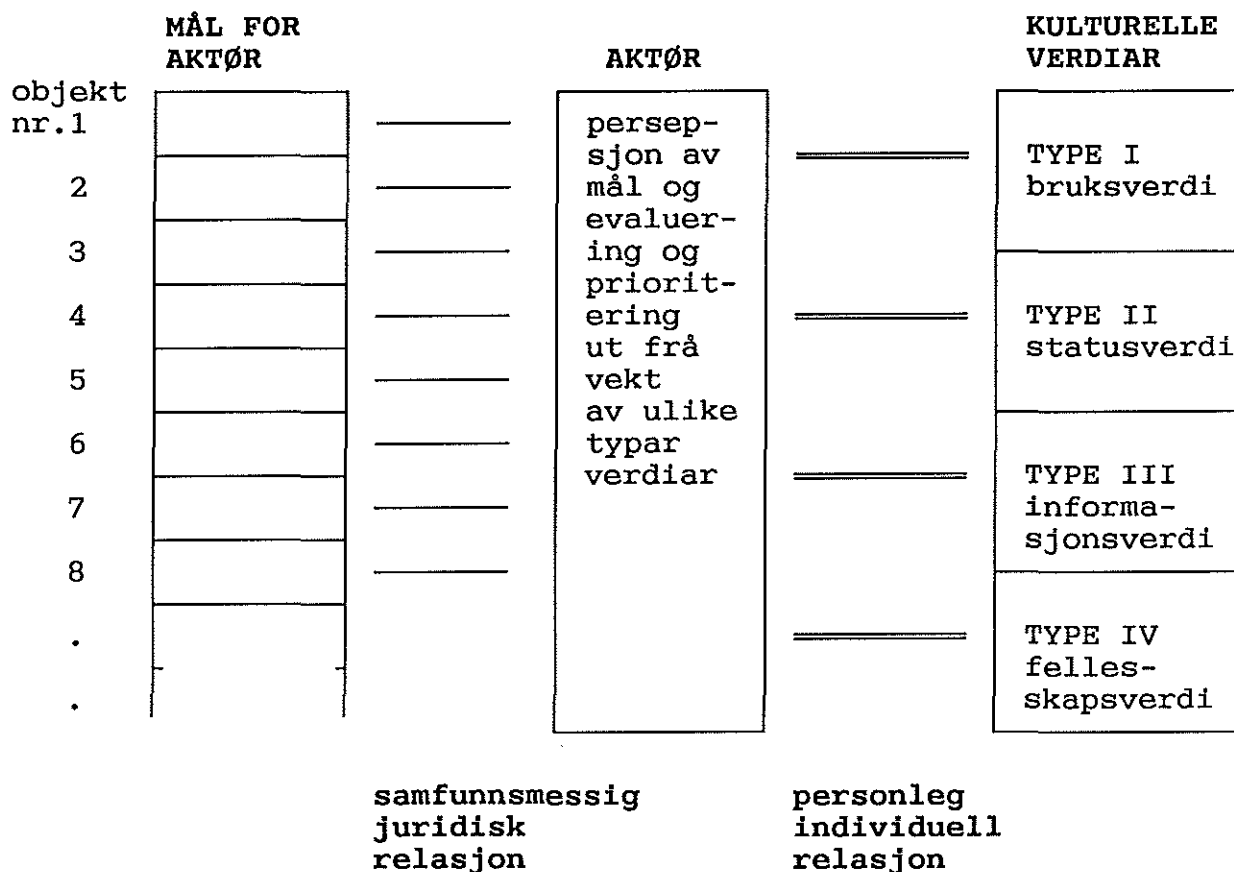 MÅL FOR
AKTØR
AKTØR
KULTURELLE
VERDIAR
objekt
nr.1
2
3
4
5
6
7
8
.
.
persep-
sjon av
mål og
evaluer-
ing og
priorit-
ering
ut frå
vekt
av ulike
typar
verdiar
TYPE I
bruksverdi
TYPE II
statusverdi
TYPE III
informa-
sjonsverdi
TYPE IV
felles-
skapsverdi
samfunnsmessig
juridisk
relasjon
personleg
individuell
relasjon